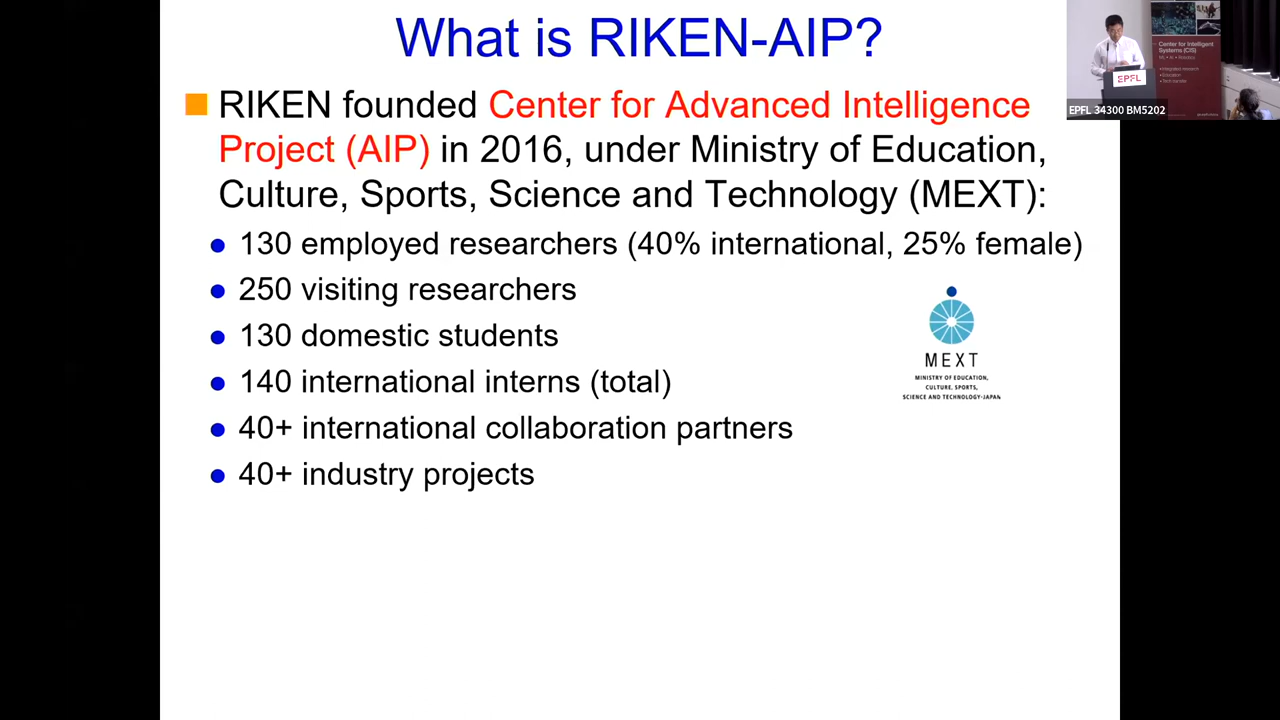 What is RIKEN-AIP?
RIKEN founded Center for Advanced Intelligence
Project (AIP) in 2016, under Ministry of Education,
Culture, Sports, Science and Technology (MEXT):
130 employed researchers (40% international, 25% female)
250 visiting researchers
130 domestic students
140 international interns (total)
40+ international collaboration partners
40+ industry projects
MEXT
MINISTRY OF EDUCATION,
CULTURE, SPORTS,
SCIENCE AND TECHNOLOGY-JAPAN
Center for Intelligent
Systems (CIS)
EPFL
EPFL 34300 BM5202